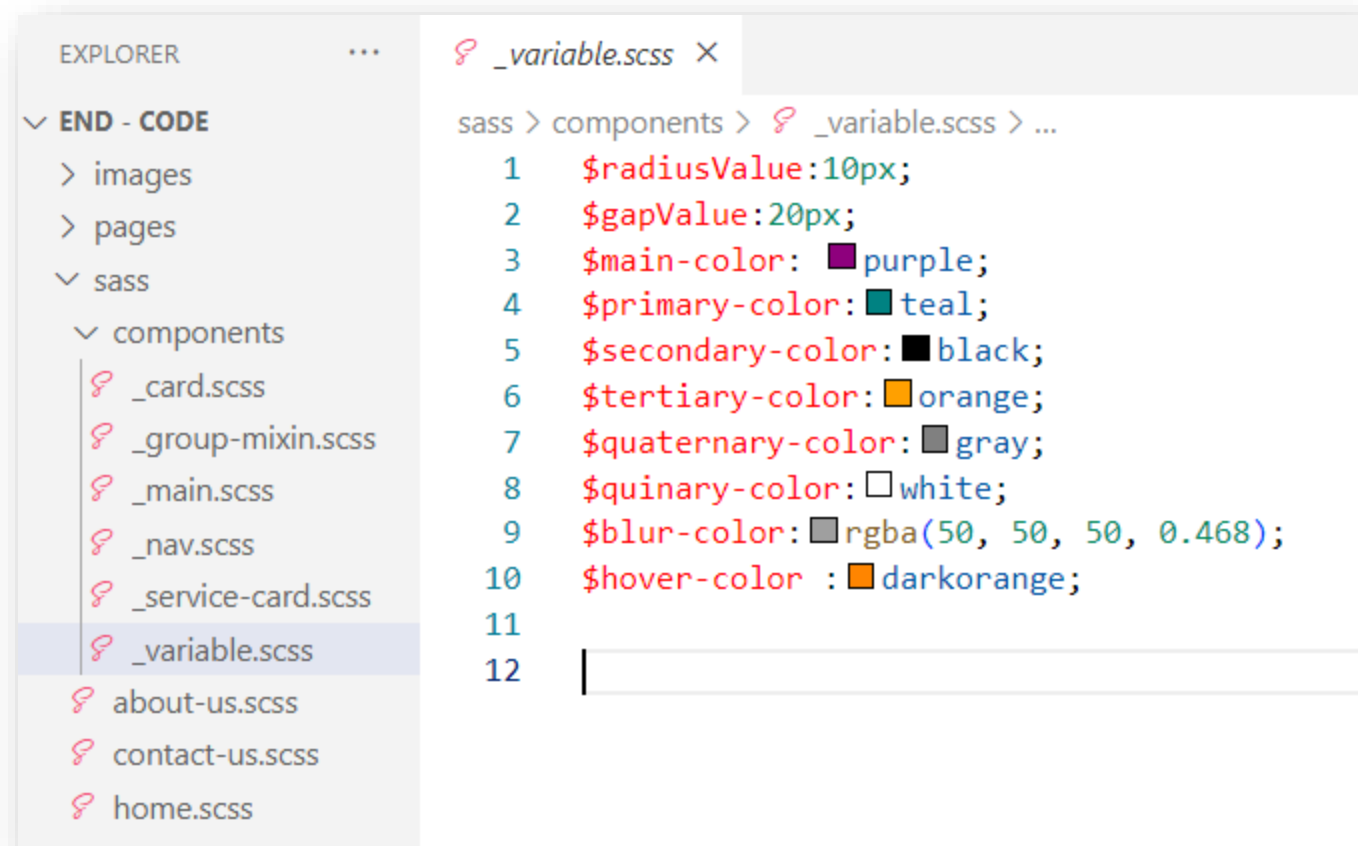 EXPLORER ...
END - CODE
images
pages
sass
components
_card.scss
_group-mixin.scss
_main.scss
_nav.scss
_service-card.scss
_variable.scss
about-us.scss
contact-us.scss
home.scss
_variable.scss ×
sass > components > _variable.scss > ...
1 $radiusValue:10px;
2 $gapValue:20px;
3 $main-color: purple;
4 $primary-color:teal;
5 $secondary-color:black;
6 $tertiary-color:orange;
7 $quaternary-color:gray;
8 $quinary-color:white;
9 $blur-color:rgba(50, 50, 50, 0.468);
10 $hover-color :darkorange;
11
12